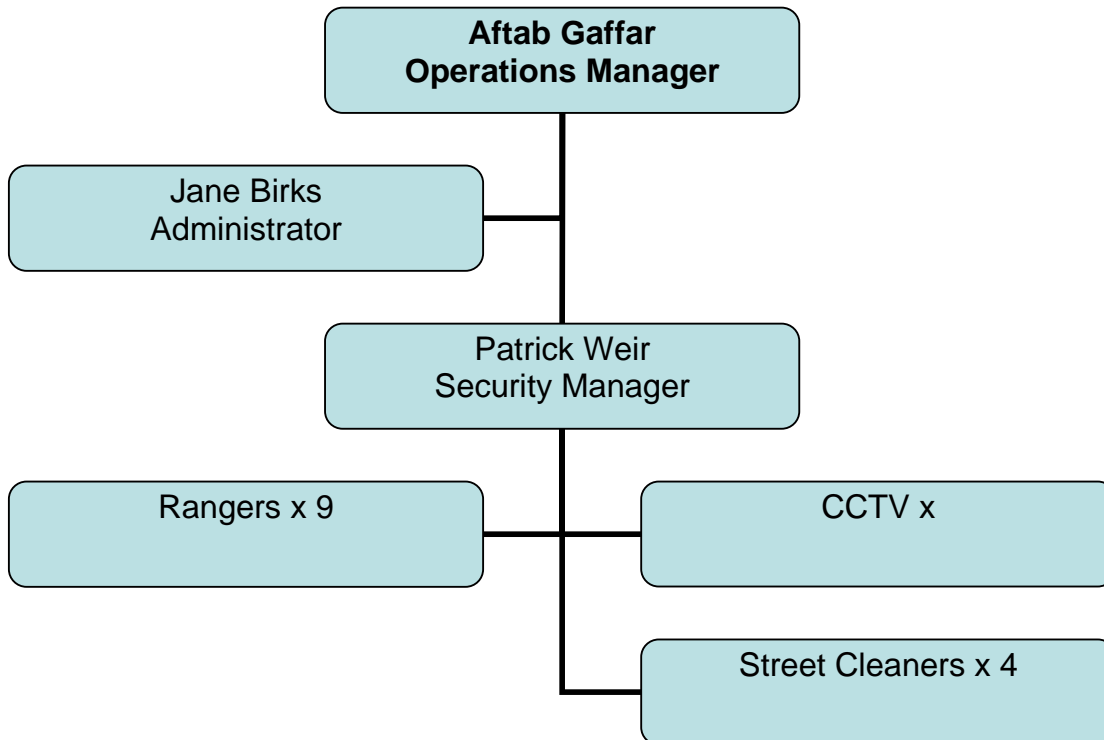 Aftab Gaffar
Operations Manager
Jane Birks
Administrator
Patrick Weir
Security Manager
Rangers x 9
CCTV x
Street Cleaners x 4